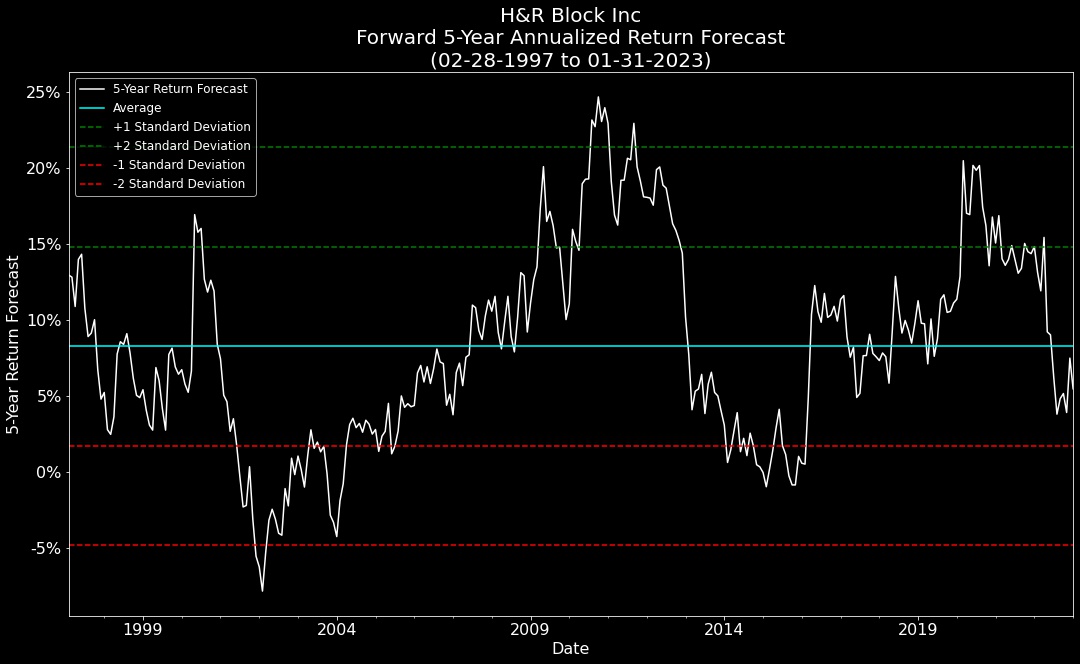 H&R Block Inc
Forward 5-Year Annualized Return Forecast
(02-28-1997 to 01-31-2023)
5-Year Return Forecast
Average
+1 Standard Deviation
+2 Standard Deviation
-1 Standard Deviation
-2 Standard Deviation
25%
20%
15%
10%
5%
0%
-5%
5-Year Return Forecast
1999
2004
2009
2014
2019
Date